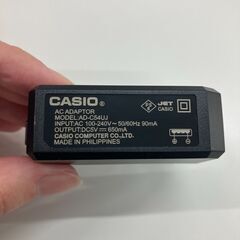 CASIO®
AC ADAPTOR
MODEL:AD-C54UJ
INPUT:AC 100-240V~50/60Hz 90mA
OUTPUT:DC5V⎓650mA
CASIO COMPUTER CO.,LTD.
MADE IN PHILIPPINES
PS
E
JET
⊕ ⊖